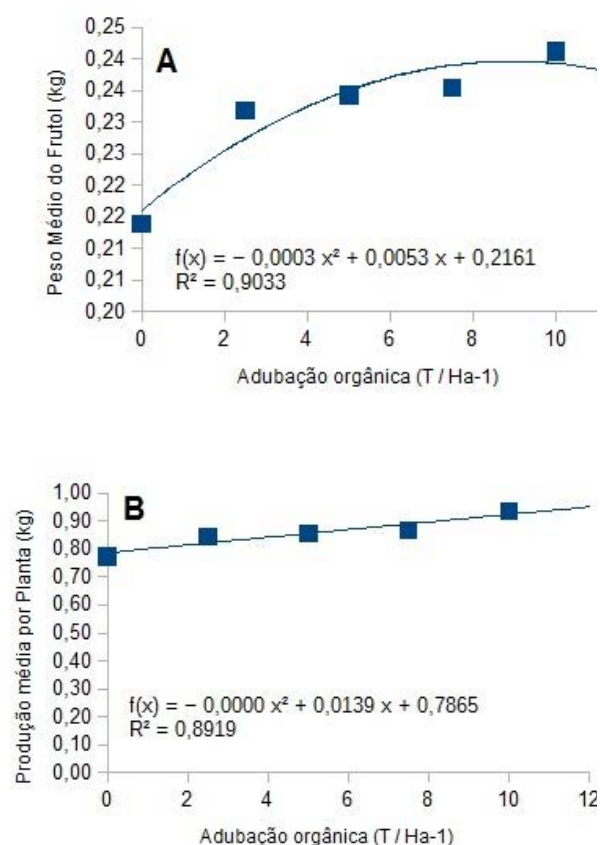 0,25
0,24
0,24
0,23
0,23
0,22
0,22
0,21
0,21
0,20
A
Peso Médio do Frutol (kg)
f(x) = − 0,0003 x² + 0,0053 x + 0,2161
R² = 0,9033
0 2 4 6 8 10
Adubação orgânica (T / Ha-1)
1,00
0,90
0,80
0,70
0,60
0,50
0,40
0,30
0,20
0,10
0,00
B
Produção média por Planta (kg)
f(x) = − 0,0000 x² + 0,0139 x + 0,7865
R² = 0,8919
0 2 4 6 8 10 12
Adubação orgânica (T / Ha-1)